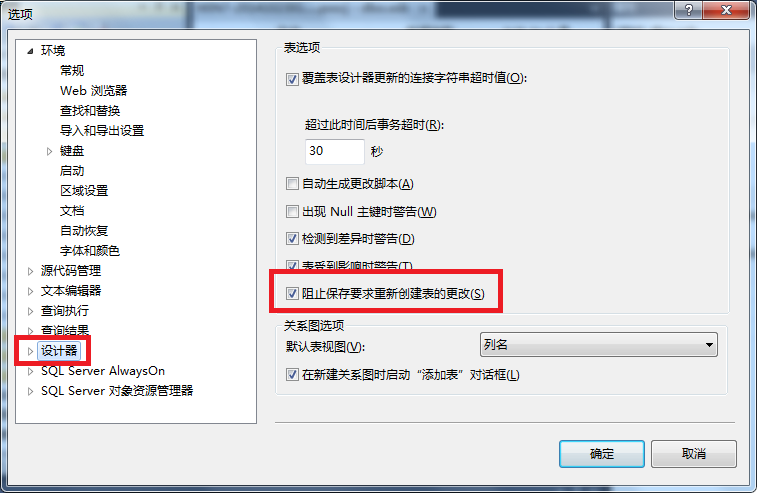 选项
环境
常规
Web 浏览器
查找和替换
导入和导出设置
键盘
启动
区域设置
文档
自动恢复
字体和颜色
源代码管理
文本编辑器
查询执行
查询结果
设计器
SQL Server AlwaysOn
SQL Server 对象资源管理器
表选项
覆盖表设计器更新的连接字符串超时值(O):
超过此时间后事务超时(R):
30 秒
自动生成更改脚本(A)
出现 Null 主键时警告(W)
检测到差异时警告(D)
表受到影响时警告(T)
阻止保存要求重新创建表的更改(S)
关系图选项
默认表视图(V): 列名
在新建关系图时启动“添加表”对话框(L)
确定 取消